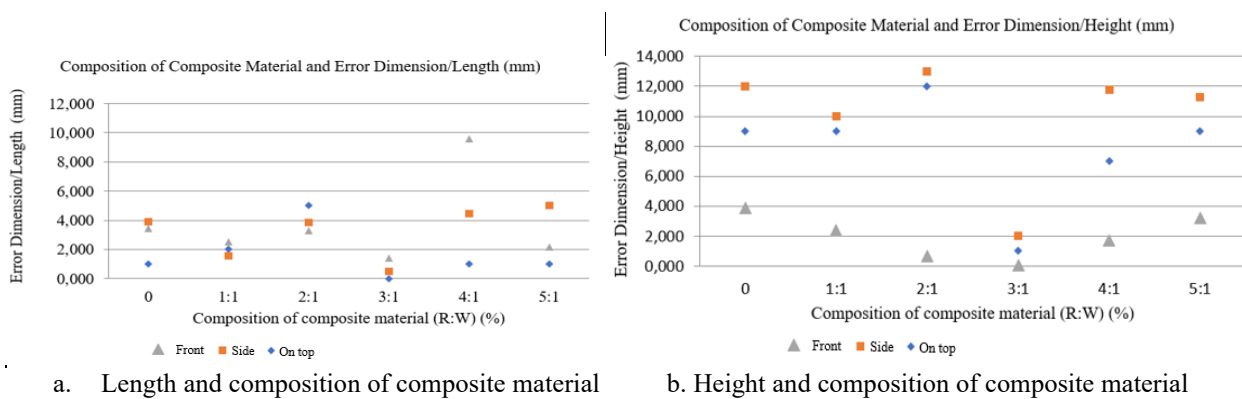 Composition of Composite Material and Error Dimension/Length (mm)
Error Dimension/Length (mm)
12,000
10,000
8,000
6,000
4,000
2,000
0,000
0 1:1 2:1 3:1 4:1 5:1
Composition of composite material (R:W) (%)
Front Side On top
a. Length and composition of composite material
Composition of Composite Material and Error Dimension/Height (mm)
Error Dimension/Height (mm)
14,000
12,000
10,000
8,000
6,000
4,000
2,000
0,000
0 1:1 2:1 3:1 4:1 5:1
Composition of composite material (R:W) (%)
Front Side On top
b. Height and composition of composite material